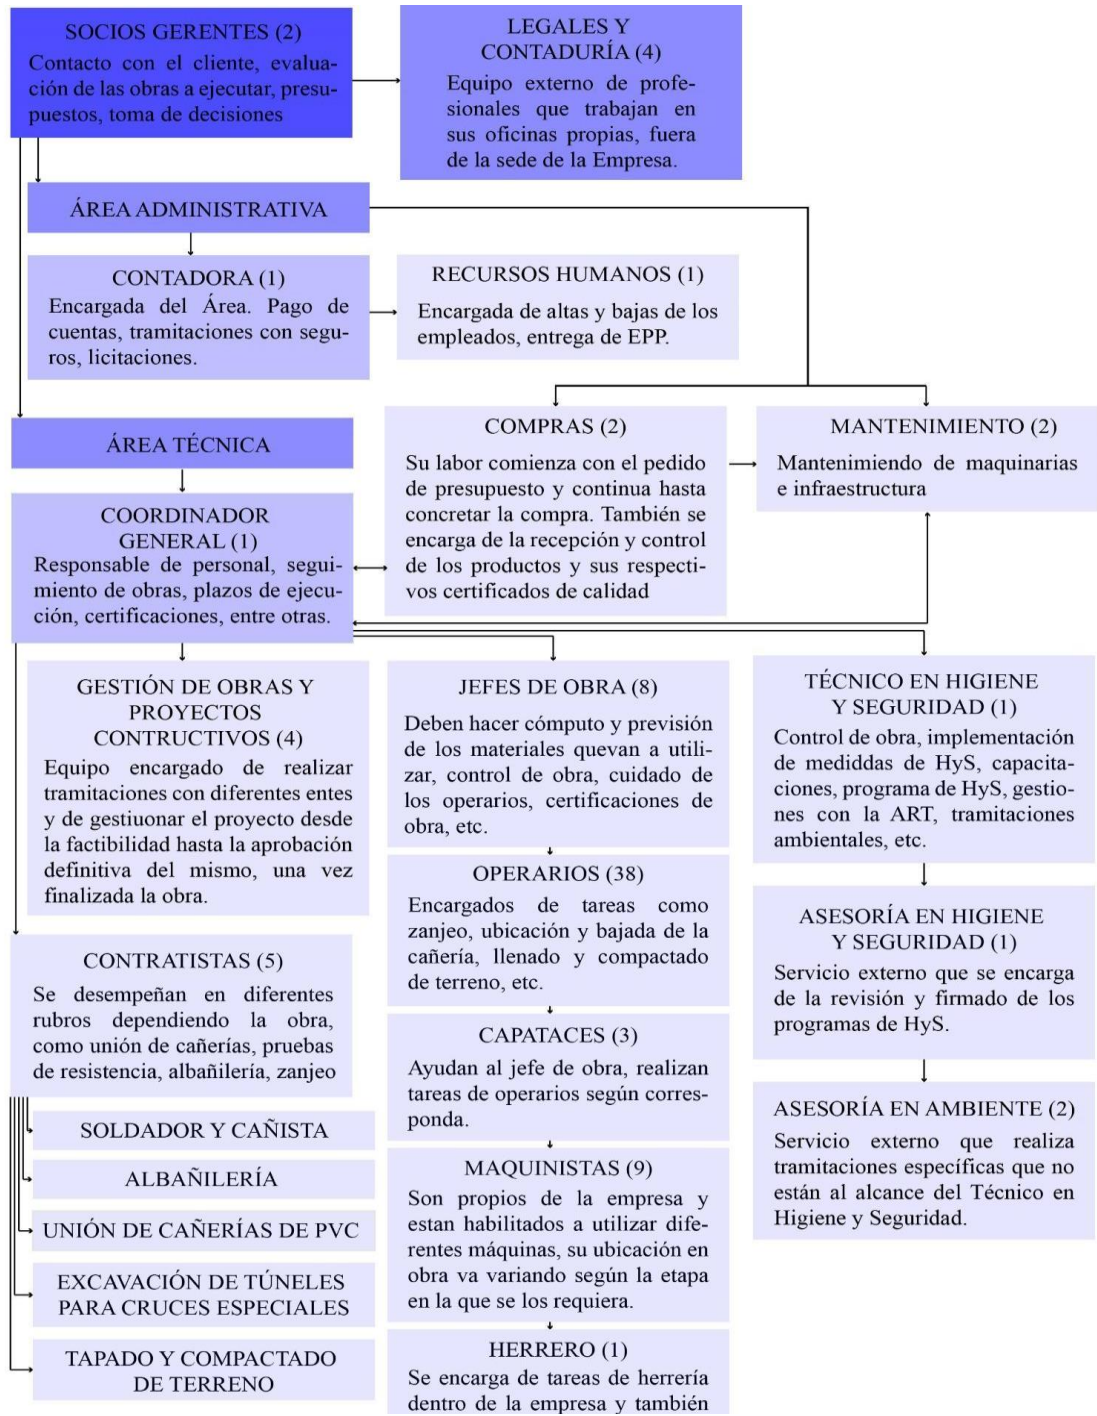 SOCIOS GERENTES (2)
Contacto con el cliente, evalua-
ción de las obras a ejecutar, presu-
puestos, toma de decisiones
LEGALES Y
CONTADURÍA (4)
Equipo externo de profe-
sionales que trabajan en
sus oficinas propias, fuera
de la sede de la Empresa.
ÁREA ADMINISTRATIVA
CONTADORA (1)
Encargada del Área. Pago de
cuentas, tramitaciones con segu-
ros, licitaciones.
RECURSOS HUMANOS (1)
Encargada de altas y bajas de los
empleados, entrega de EPP.
ÁREA TÉCNICA
COMPRAS (2)
Su labor comienza con el pedido
de presupuesto y continua hasta
concretar la compra. También se
encarga de la recepción y control
de los productos y sus respecti-
vos certificados de calidad
MANTENIMIENTO (2)
Mantenimiendo de maquinarias
e infraestructura
COORDINADOR
GENERAL (1)
Responsable de personal, segui-
miento de obras, plazos de ejecu-
ción, certificaciones, entre otras.
GESTIÓN DE OBRAS Y
PROYECTOS
CONTRUCTIVOS (4)
Equipo encargado de realizar
tramitaciones con diferentes entes
y de gestiuonar el proyecto desde
la factibilidad hasta la aprobación
definitiva del mismo, una vez
finalizada la obra.
JEFES DE OBRA (8)
Deben hacer cómputo y previsión
de los materiales quevan a utili-
zar, control de obra, cuidado de
los operarios, certificaciones de
obra, etc.
TÉCNICO EN HIGIENE
Y SEGURIDAD (1)
Control de obra, implementación
de mediddas de HyS, capacita-
ciones, programa de HyS, gestio-
nes con la ART, tramitaciones
ambientales, etc.
OPERARIOS (38)
Encargados de tareas como
zanjeo, ubicación y bajada de la
cañería, llenado y compactado
de terreno, etc.
ASESORÍA EN HIGIENE
Y SEGURIDAD (1)
Servicio externo que se encarga
de la revisión y firmado de los
programas de HyS.
CONTRATISTAS (5)
Se desempeñan en diferentes
rubros dependiendo la obra,
como unión de cañerías, pruebas
de resistencia, albañilería, zanjeo
CAPATACES (3)
Ayudan al jefe de obra, realizan
tareas de operarios según corres-
ponda.
ASESORÍA EN AMBIENTE (2)
Servicio externo que realiza
tramitaciones específicas que no
están al alcance del Técnico en
Higiene y Seguridad.
SOLDADOR Y CAÑISTA
ALBAÑILERÍA
UNIÓN DE CAÑERÍAS DE PVC
EXCAVACIÓN DE TÚNELES
PARA CRUCES ESPECIALES
TAPADO Y COMPACTADO
DE TERRENO
MAQUINISTAS (9)
Son propios de la empresa y
estan habilitados a utilizar dife-
rentes máquinas, su ubicación en
obra va variando según la etapa
en la que se los requiera.
HERRERO (1)
Se encarga de tareas de herrería
dentro de la empresa y también